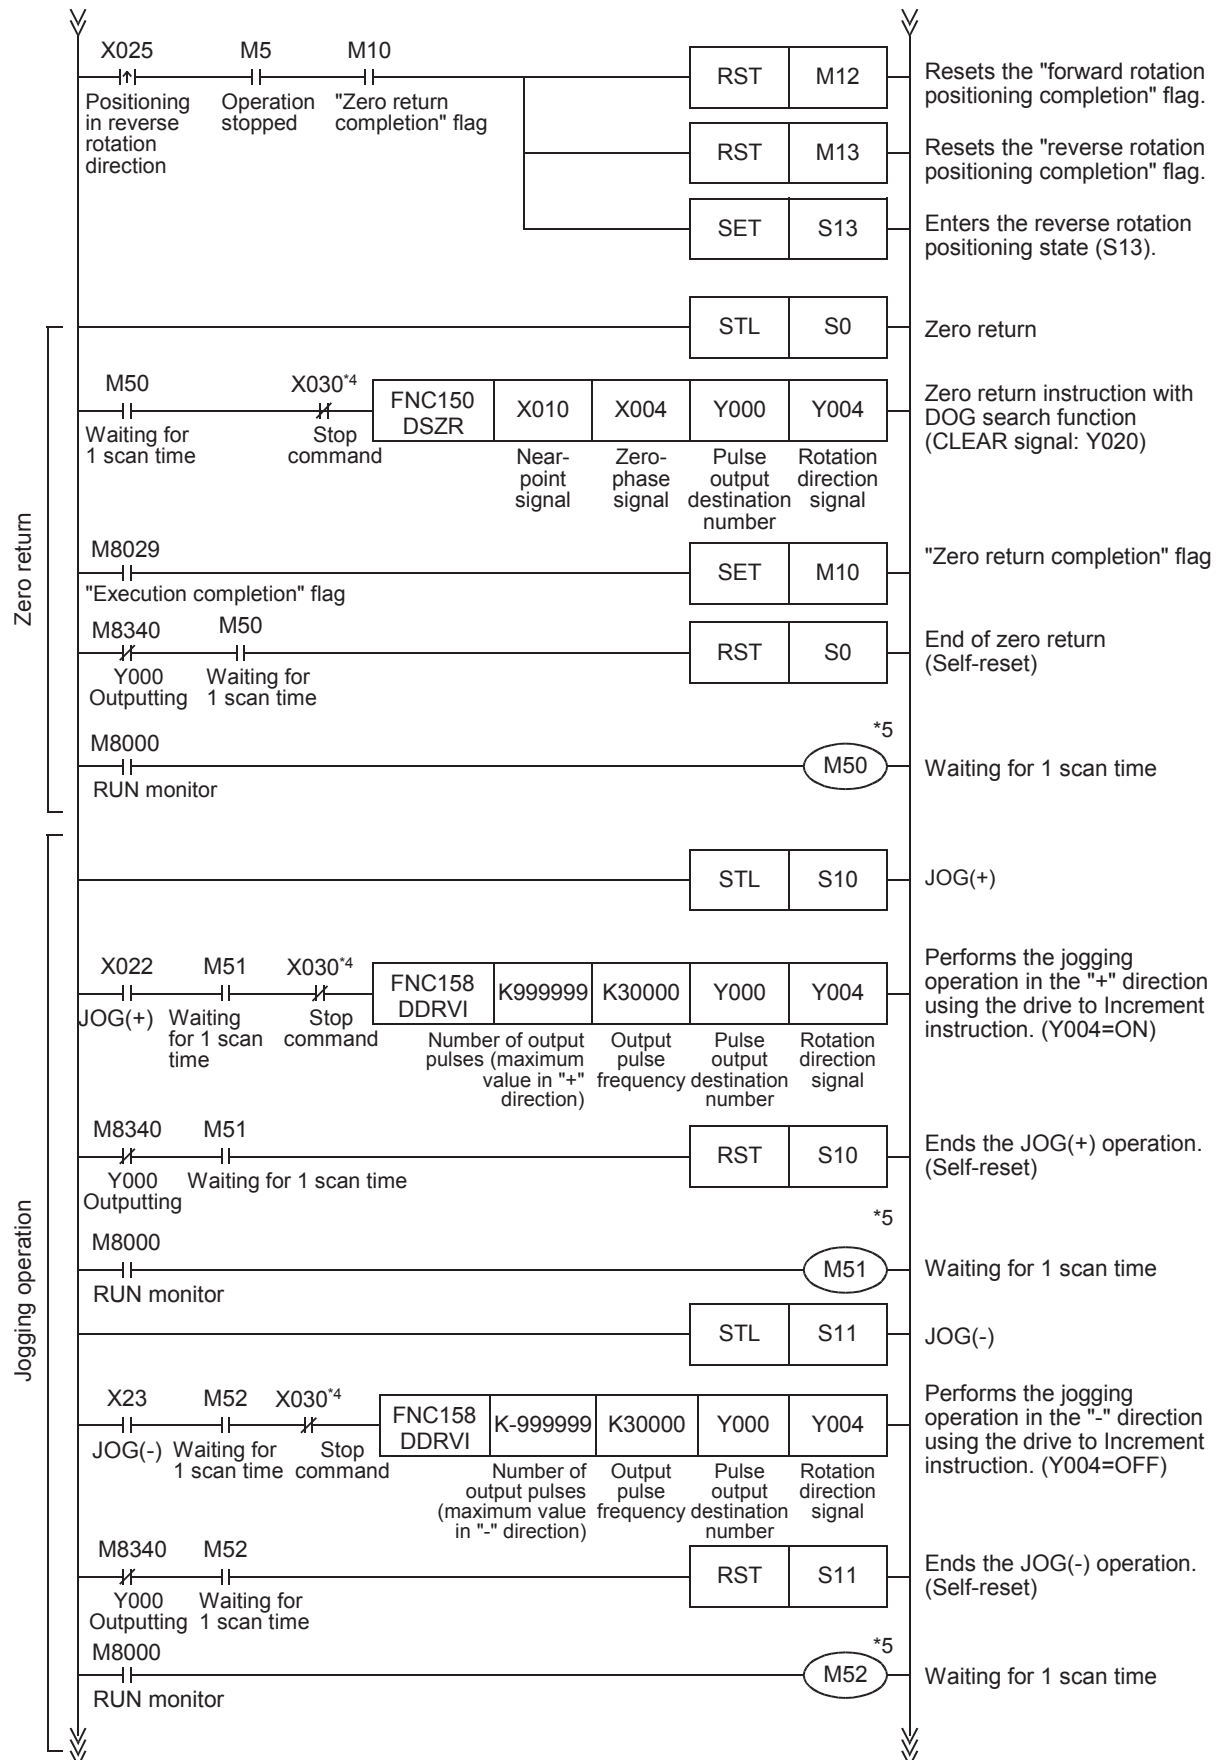 X025 M5 M10
RST M12
Resets the "forward rotation
positioning completion" flag.
Positioning
in reverse
rotation
direction
Operation
stopped
"Zero return
completion" flag
RST M13
Resets the "reverse rotation
positioning completion" flag.
SET S13
Enters the reverse rotation
positioning state (S13).
Zero return
STL S0
Zero return
M50 X030*4
FNC150
DSZR
X010 X004 Y000 Y004
Zero return instruction with
DOG search function
(CLEAR signal: Y020)
Waiting for
1 scan time
Stop
command
Near-
point
signal
Zero-
phase
signal
Pulse
output
destination
number
Rotation
direction
signal
M8029
SET M10
"Zero return completion" flag
"Execution completion" flag
M8340 M50
RST S0
End of zero return
(Self-reset)
Y000
Outputting
Waiting for
1 scan time
*5
M8000
M50
Waiting for 1 scan time
RUN monitor
Jogging operation
STL S10
JOG(+)
X022 M51 X030*4
FNC158
DDRVI
K999999 K30000 Y000 Y004
Performs the jogging
operation in the "+" direction
using the drive to Increment
instruction. (Y004=ON)
JOG(+)
Waiting
for 1 scan
time
Stop
command
Number of output
pulses (maximum
value in "+"
direction)
Output
pulse
frequency
Pulse
output
destination
number
Rotation
direction
signal
M8340 M51
RST S10
Ends the JOG(+) operation.
(Self-reset)
Y000
Outputting
Waiting for 1 scan time
*5
M8000
M51
Waiting for 1 scan time
RUN monitor
STL S11
JOG(-)
X23 M52 X030*4
FNC158
DDRVI
K-999999 K30000 Y000 Y004
Performs the jogging
operation in the "-" direction
using the drive to Increment
instruction. (Y004=OFF)
JOG(-)
Waiting for
1 scan time
Stop
command
Number of
output pulses
(maximum value
in "-" direction)
Output
pulse
frequency
Pulse
output
destination
number
Rotation
direction
signal
M8340 M52
RST S11
Ends the JOG(-) operation.
(Self-reset)
Y000
Outputting
Waiting for
1 scan time
*5
M8000
M52
Waiting for 1 scan time
RUN monitor